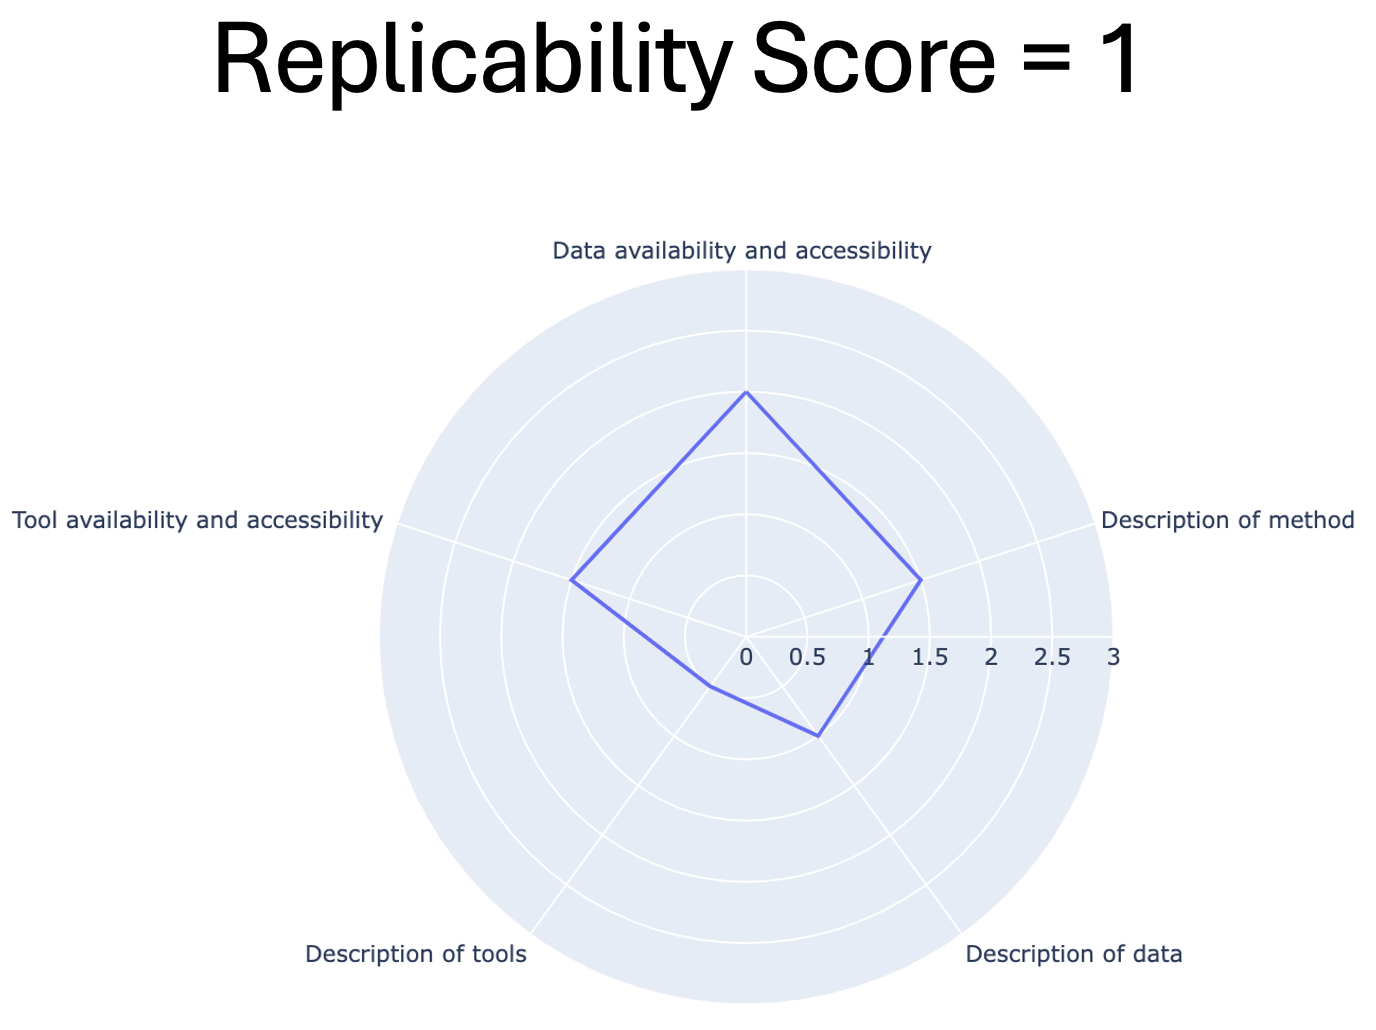 Replicability Score = 1
Data availability and accessibility
Tool availability and accessibility
Description of method
0 0.5 1 1.5 2 2.5 3
Description of tools
Description of data